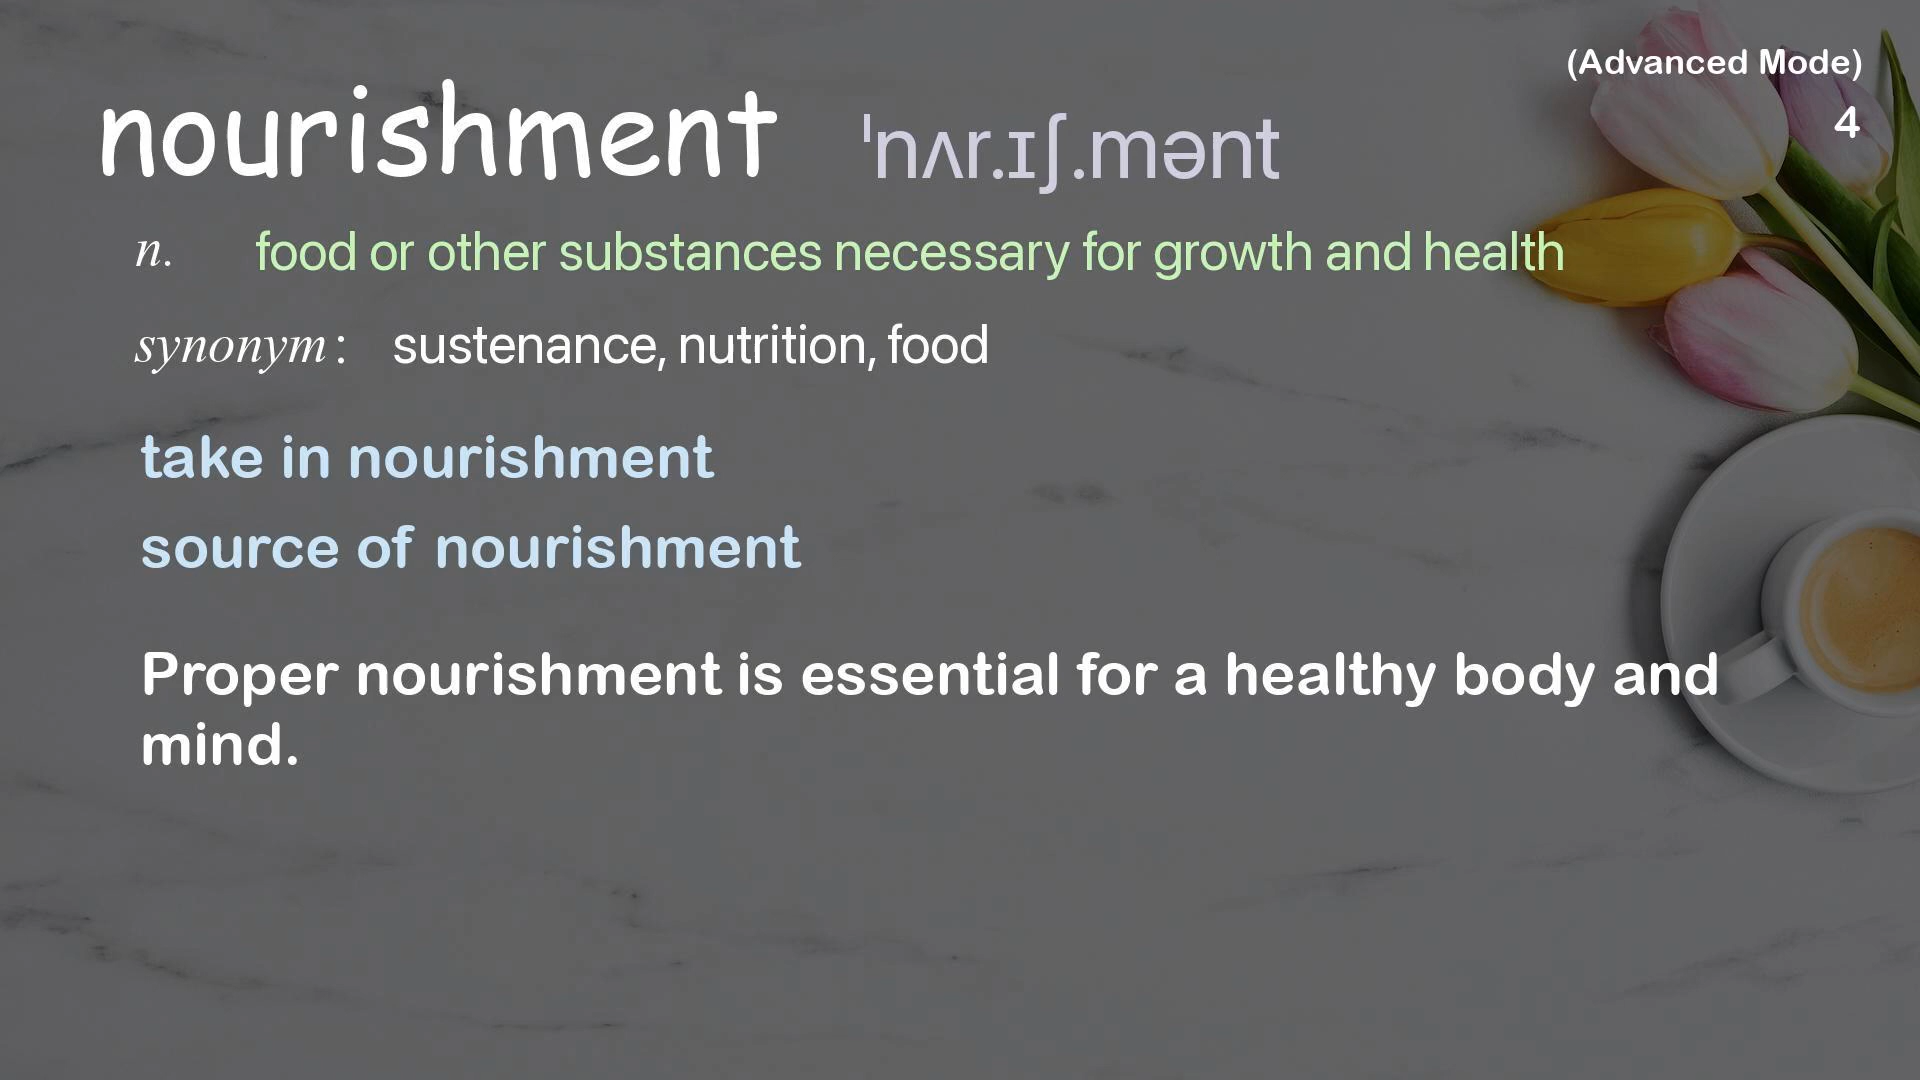 (Advanced Mode)
nourishment ˈnʌr.ɪʃ.mənt
4
n. food or other substances necessary for growth and health
synonym: sustenance, nutrition, food
take in nourishment
source of nourishment
Proper nourishment is essential for a healthy body and
mind.